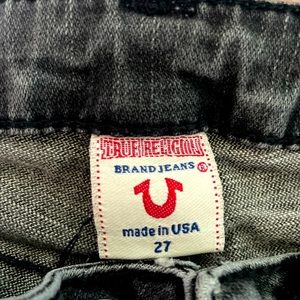 TRUE RELIGION
BRAND JEANS ®
made in USA
27